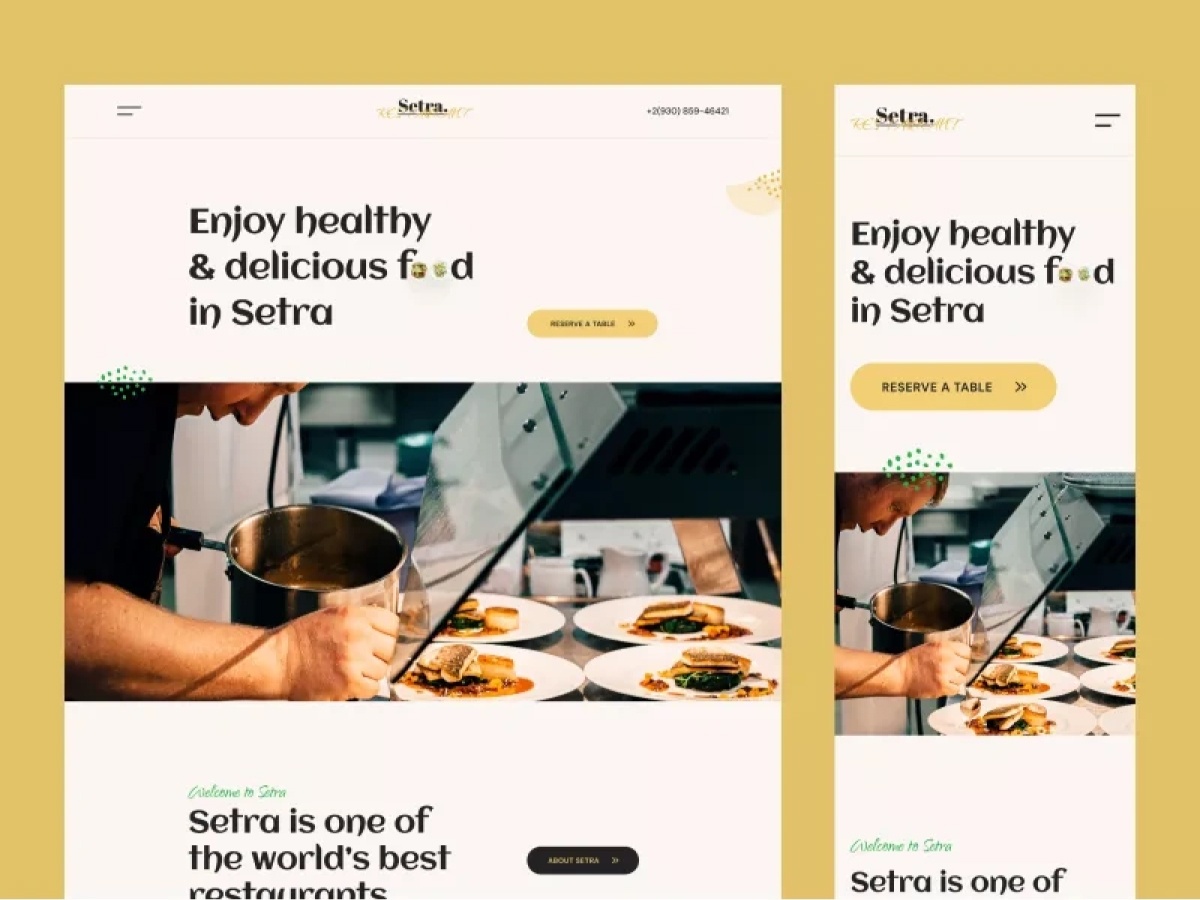 Setra.
RESTAURANT
+2(930) 859-46421
Enjoy healthy
& delicious food
in Setra
RESERVE A TABLE »
Welcome to Setra
Setra is one of
the world's best
restaurants
ABOUT SETRA »
Setra.
RESTAURANT
Enjoy healthy
& delicious food
in Setra
RESERVE A TABLE »
Welcome to Setra
Setra is one of